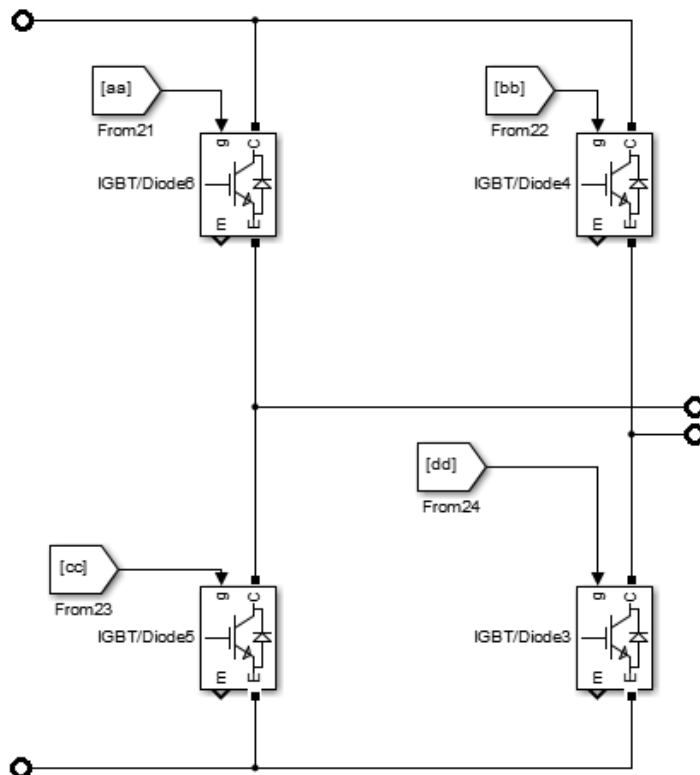 [aa]
From21
g
C
IGBT/Diode6
m
E
[bb]
From22
g
C
IGBT/Diode4
m
E
[dd]
From24
[cc]
From23
g
C
IGBT/Diode5
m
E
g
C
IGBT/Diode3
m
E